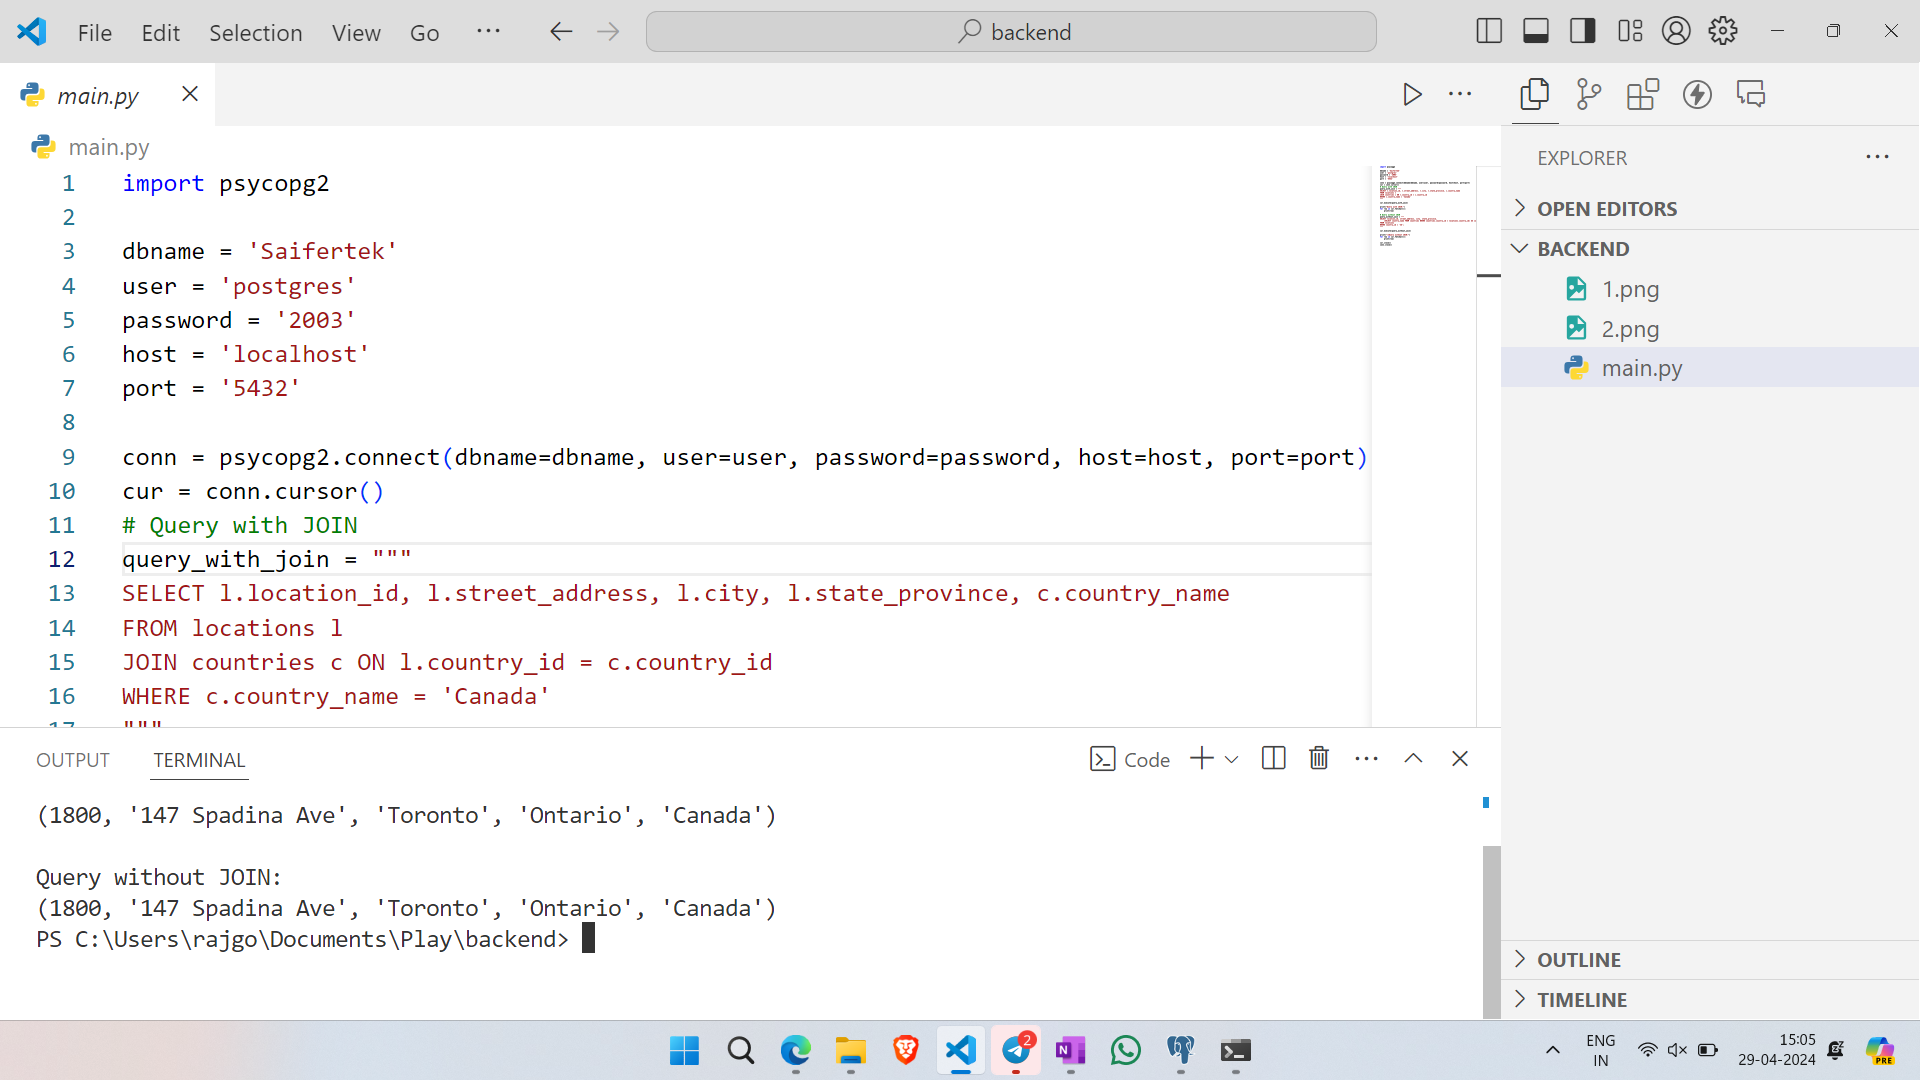 File Edit Selection View Go ... backend
main.py
main.py
1 import psycopg2
2
3 dbname = 'Saifertek'
4 user = 'postgres'
5 password = '2003'
6 host = 'localhost'
7 port = '5432'
8
9 conn = psycopg2.connect(dbname=dbname, user=user, password=password, host=host, port=port)
10 cur = conn.cursor()
11 # Query with JOIN
12 query_with_join = """
13 SELECT l.location_id, l.street_address, l.city, l.state_province, c.country_name
14 FROM locations l
15 JOIN countries c ON l.country_id = c.country_id
16 WHERE c.country_name = 'Canada'
17 """
EXPLORER
OPEN EDITORS
BACKEND
1.png
2.png
main.py
OUTLINE
TIMELINE
OUTPUT TERMINAL Code
(1800, '147 Spadina Ave', 'Toronto', 'Ontario', 'Canada')
Query without JOIN:
(1800, '147 Spadina Ave', 'Toronto', 'Ontario', 'Canada')
PS C:\Users\rajgo\Documents\Play\backend>
2
N
ENG
IN
15:05
29-04-2024
PRE